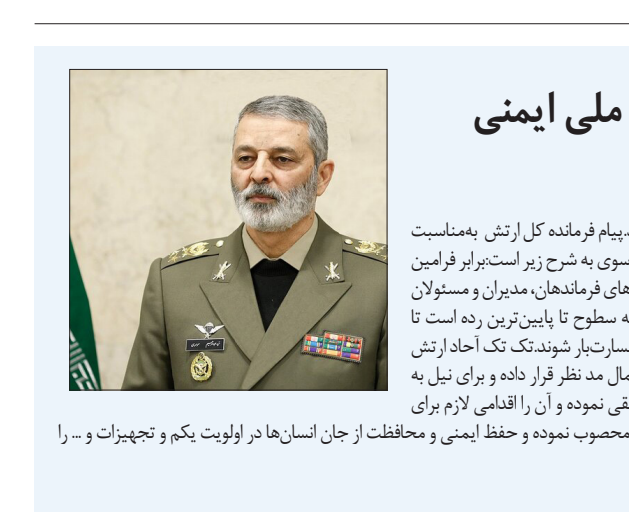 ملی ایمنی
پیام فرمانده کل ارتش به‌مناسبت
سوی به شرح زیر است:برابر فرامین
های فرماندهان، مدیران و مسئولان
ه سطوح تا پایین‌ترین رده است تا
سارت‌بار شوند.تک تک آحاد ارتش
مال مد نظر قرار داده و برای نیل به
قی نموده و آن را اقدامی لازم برای
محصوب نموده و حفظ ایمنی و محافظت از جان انسان‌ها در اولویت یکم و تجهیزات و ... را